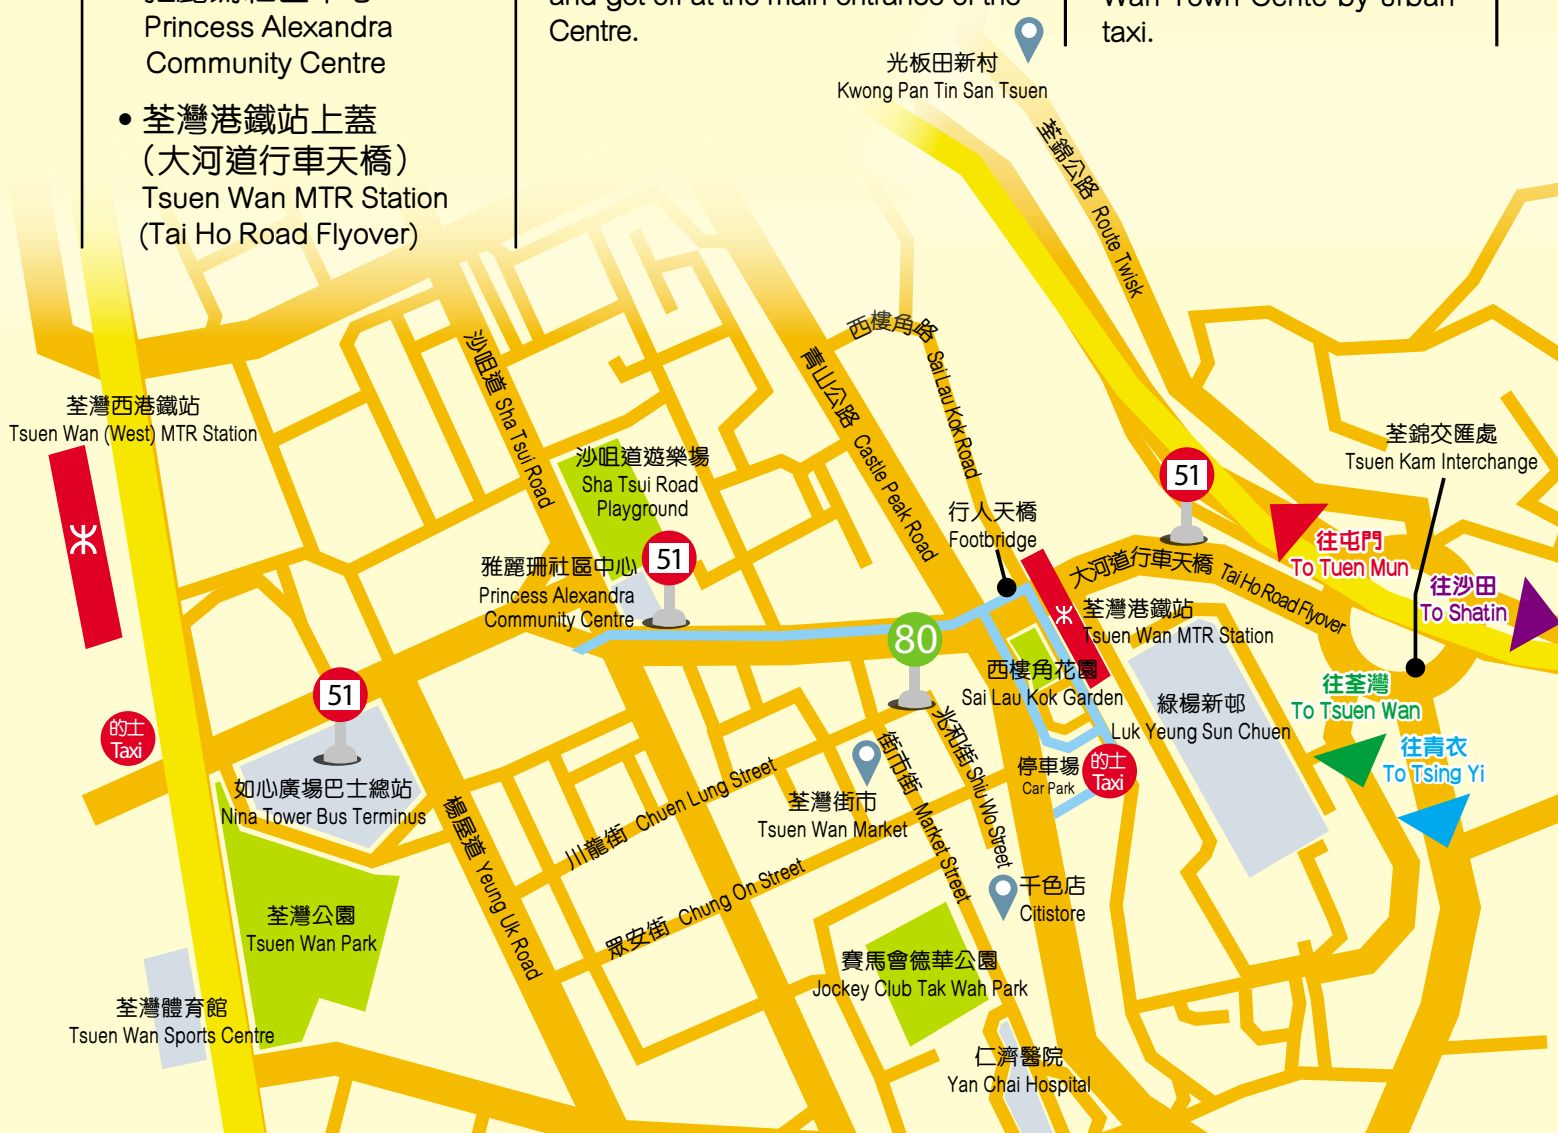 Princess Alexandra
Community Centre
• 荃灣港鐵站上蓋
（大河道行車天橋）
Tsuen Wan MTR Station
(Tai Ho Road Flyover)
and get off at the main entrance of the
Centre.
Wan Town Centre by urban
taxi.
光板田新村
Kwong Pan Tin San Tsuen
荃錦公路 Route Twisk
西樓角路 Sai Lau Kok Road
青山公路 Castle Peak Road
沙咀道 Sha Tsui Road
荃灣西港鐵站
Tsuen Wan (West) MTR Station
沙咀道遊樂場
Sha Tsui Road
Playground
荃錦交匯處
Tsuen Kam Interchange
51
行人天橋
Footbridge
往屯門
To Tuen Mun
雅麗珊社區中心
Princess Alexandra
Community Centre
51
大河道行車天橋 Tai Ho Road Flyover
往沙田
To Shatin
荃灣港鐵站
Tsuen Wan MTR Station
80
西樓角花園
Sai Lau Kok Garden
51
綠楊新邨
Luk Yeung Sun Chuen
往荃灣
To Tsuen Wan
的士
Taxi
兆和街 Shiu Wo Street
街市街 Market Street
往青衣
To Tsing Yi
停車場
Car Park
的士
Taxi
如心廣場巴士總站
Nina Tower Bus Terminus
荃灣街市
Tsuen Wan Market
川龍街 Chuen Lung Street
楊屋道 Yeung Uk Road
眾安街 Chung On Street
千色店
Citistore
荃灣公園
Tsuen Wan Park
賽馬會德華公園
Jockey Club Tak Wah Park
荃灣體育館
Tsuen Wan Sports Centre
仁濟醫院
Yan Chai Hospital